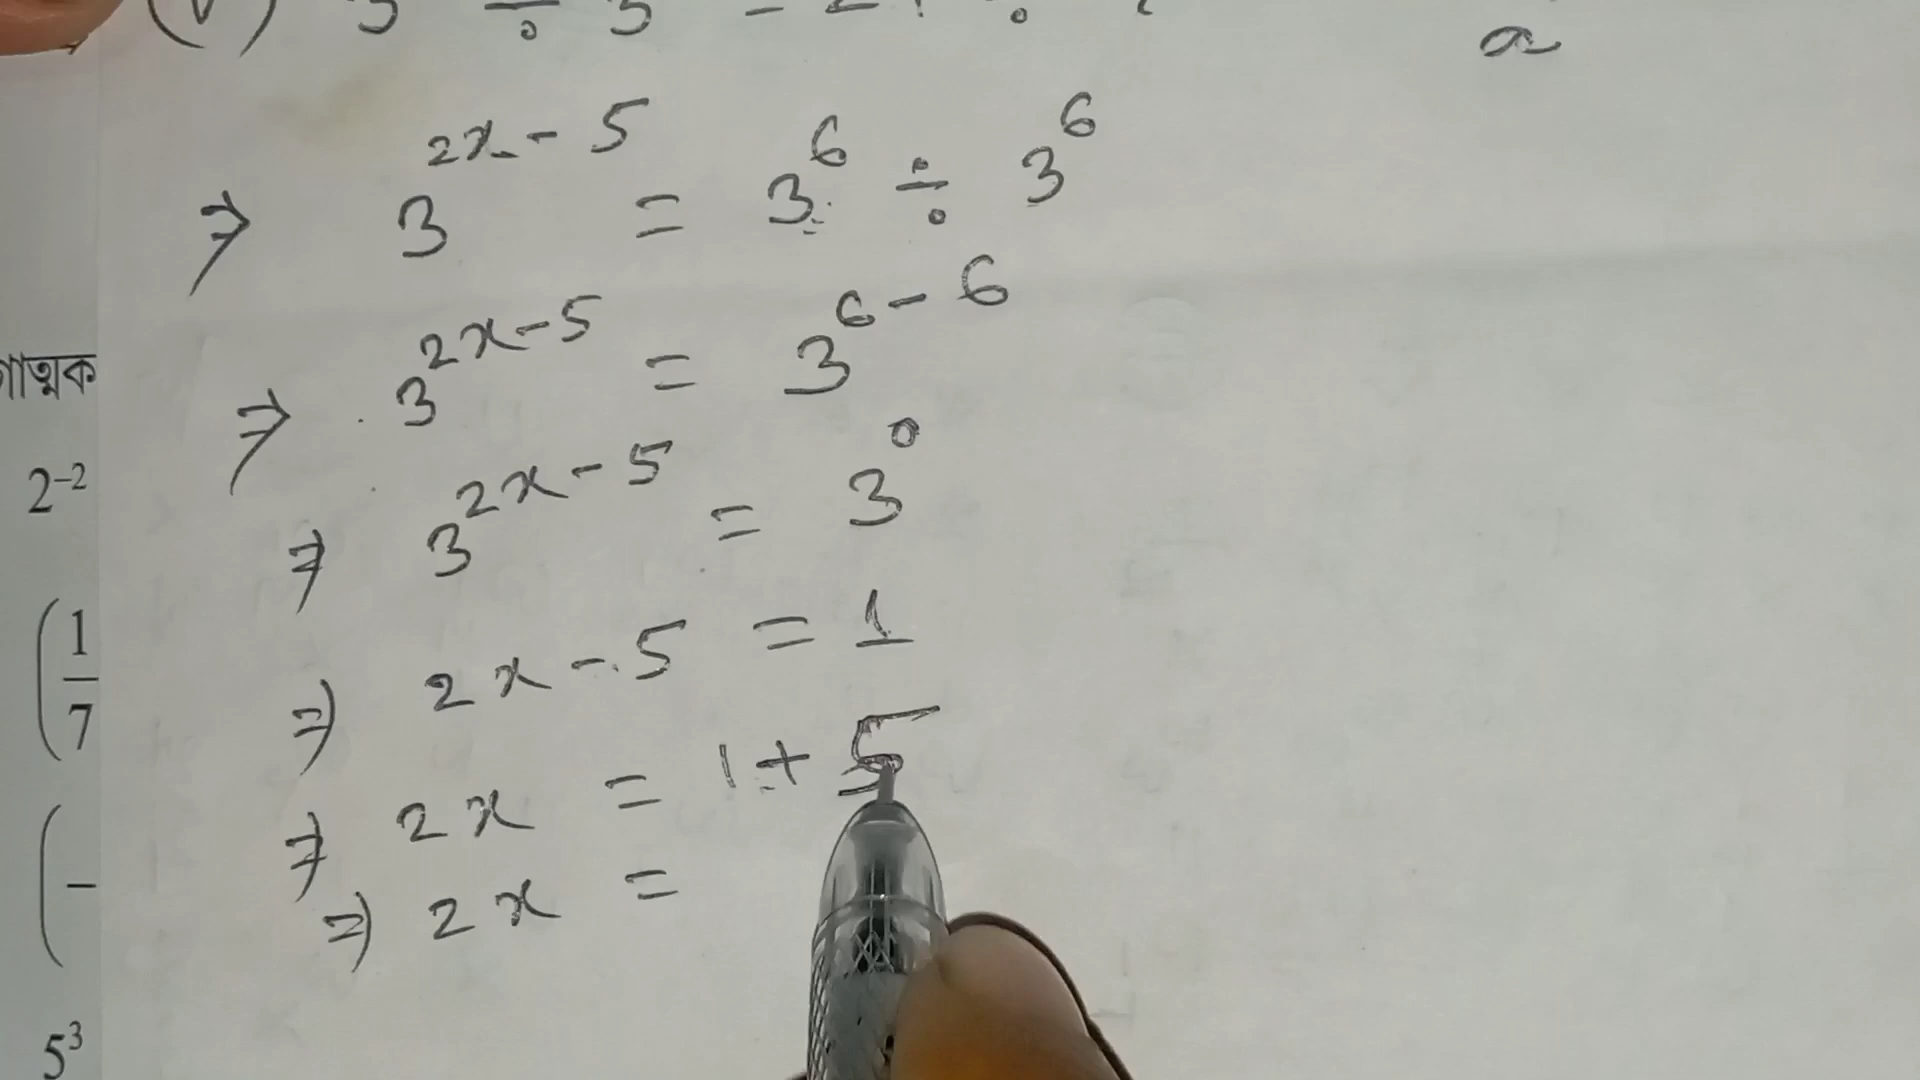 ⇒ 3^{2x-5} = 3^6 ÷ 3^6
⇒ 3^{2x-5} = 3^{6-6}
⇒ 3^{2x-5} = 3^0
⇒ 2x - 5 = 1
⇒ 2x = 1 + 5
⇒ 2x =
2^{-2}
(1/7
(-
5^3